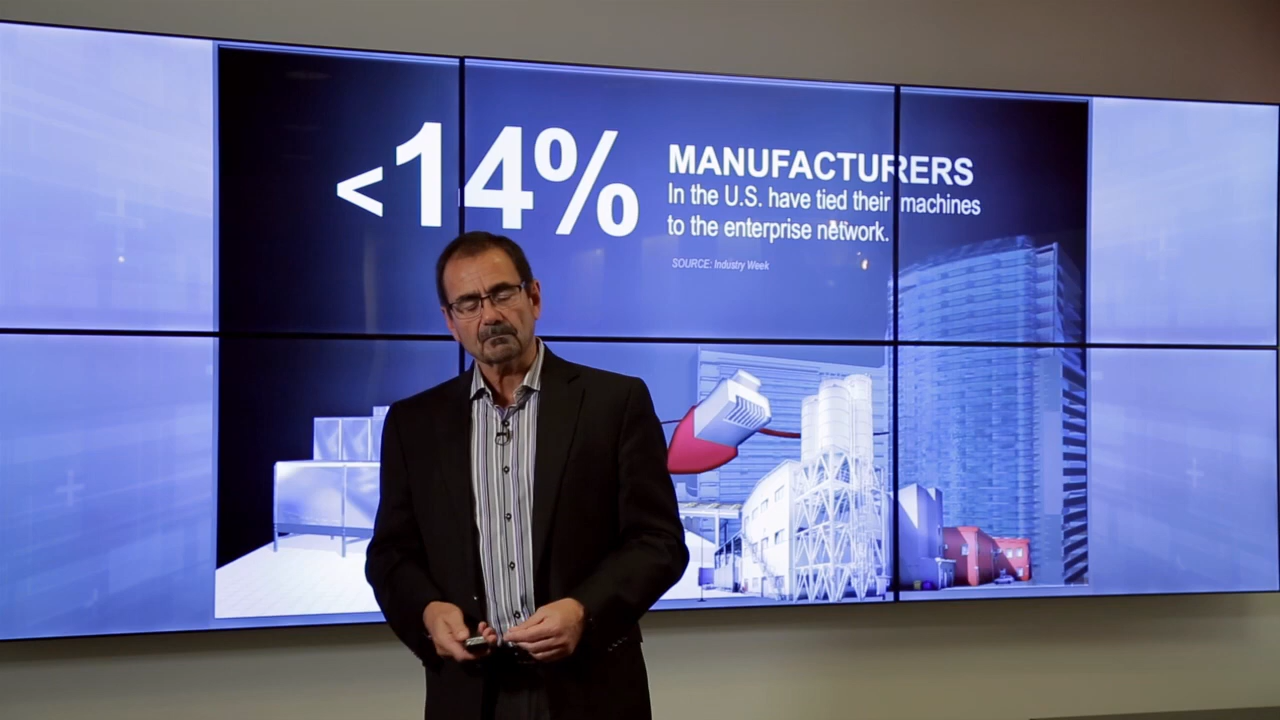 <14%
MANUFACTURERS
In the U.S. have tied their machines
to the enterprise network.
SOURCE: Industry Week